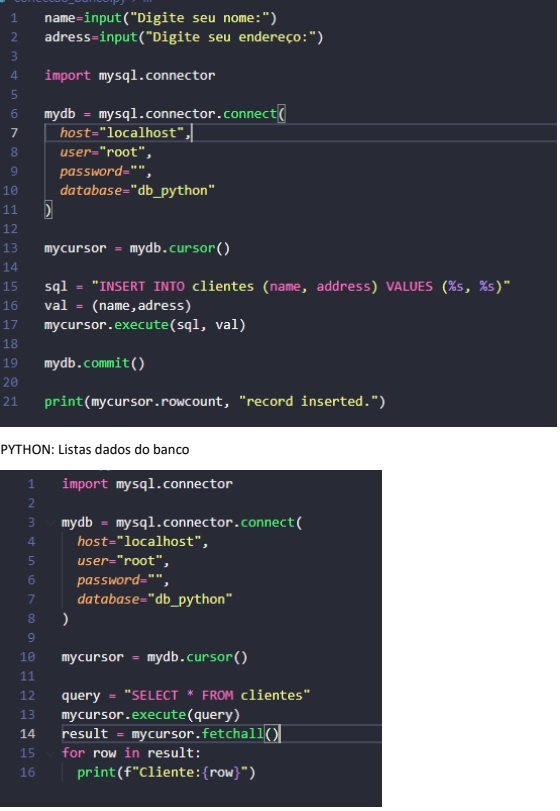 1 name=input("Digite seu nome:")
2 adress=input("Digite seu endereço:")
3
4 import mysql.connector
5
6 mydb = mysql.connector.connect(
7 host="localhost",
8 user="root",
9 password="",
10 database="db_python"
11 )
12
13 mycursor = mydb.cursor()
14
15 sql = "INSERT INTO clientes (name, address) VALUES (%s, %s)"
16 val = (name,adress)
17 mycursor.execute(sql, val)
18
19 mydb.commit()
20
21 print(mycursor.rowcount, "record inserted.")
PYTHON: Listas dados do banco
1 import mysql.connector
2
3 mydb = mysql.connector.connect(
4 host="localhost",
5 user="root",
6 password="",
7 database="db_python"
8 )
9
10 mycursor = mydb.cursor()
11
12 query = "SELECT * FROM clientes"
13 mycursor.execute(query)
14 result = mycursor.fetchall()
15 for row in result:
16 print(f"Cliente:{row}")